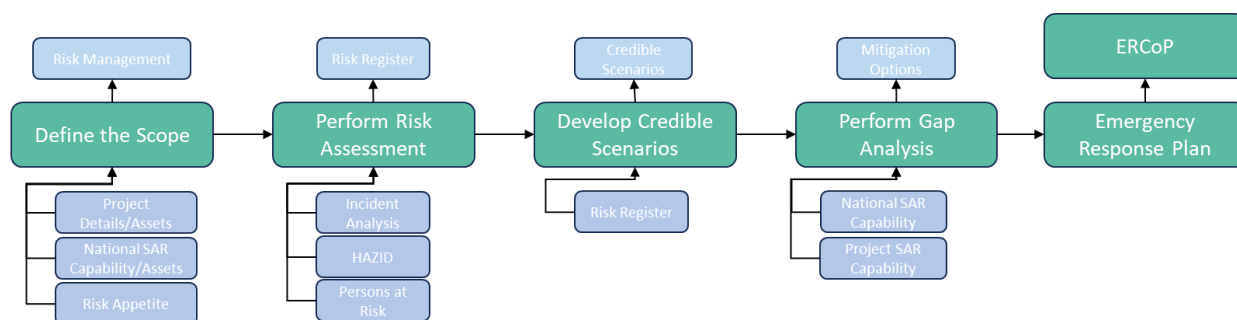 Risk Management
Risk Register
Credible
Scenarios
Mitigation
Options
ERCoP
Define the Scope
Perform Risk
Assessment
Develop Credible
Scenarios
Perform Gap
Analysis
Emergency
Response Plan
Project
Details/Assets
National SAR
Capability/Assets
Risk Appetite
Incident
Analysis
HAZID
Persons at
Risk
Risk Register
National SAR
Capability
Project SAR
Capability